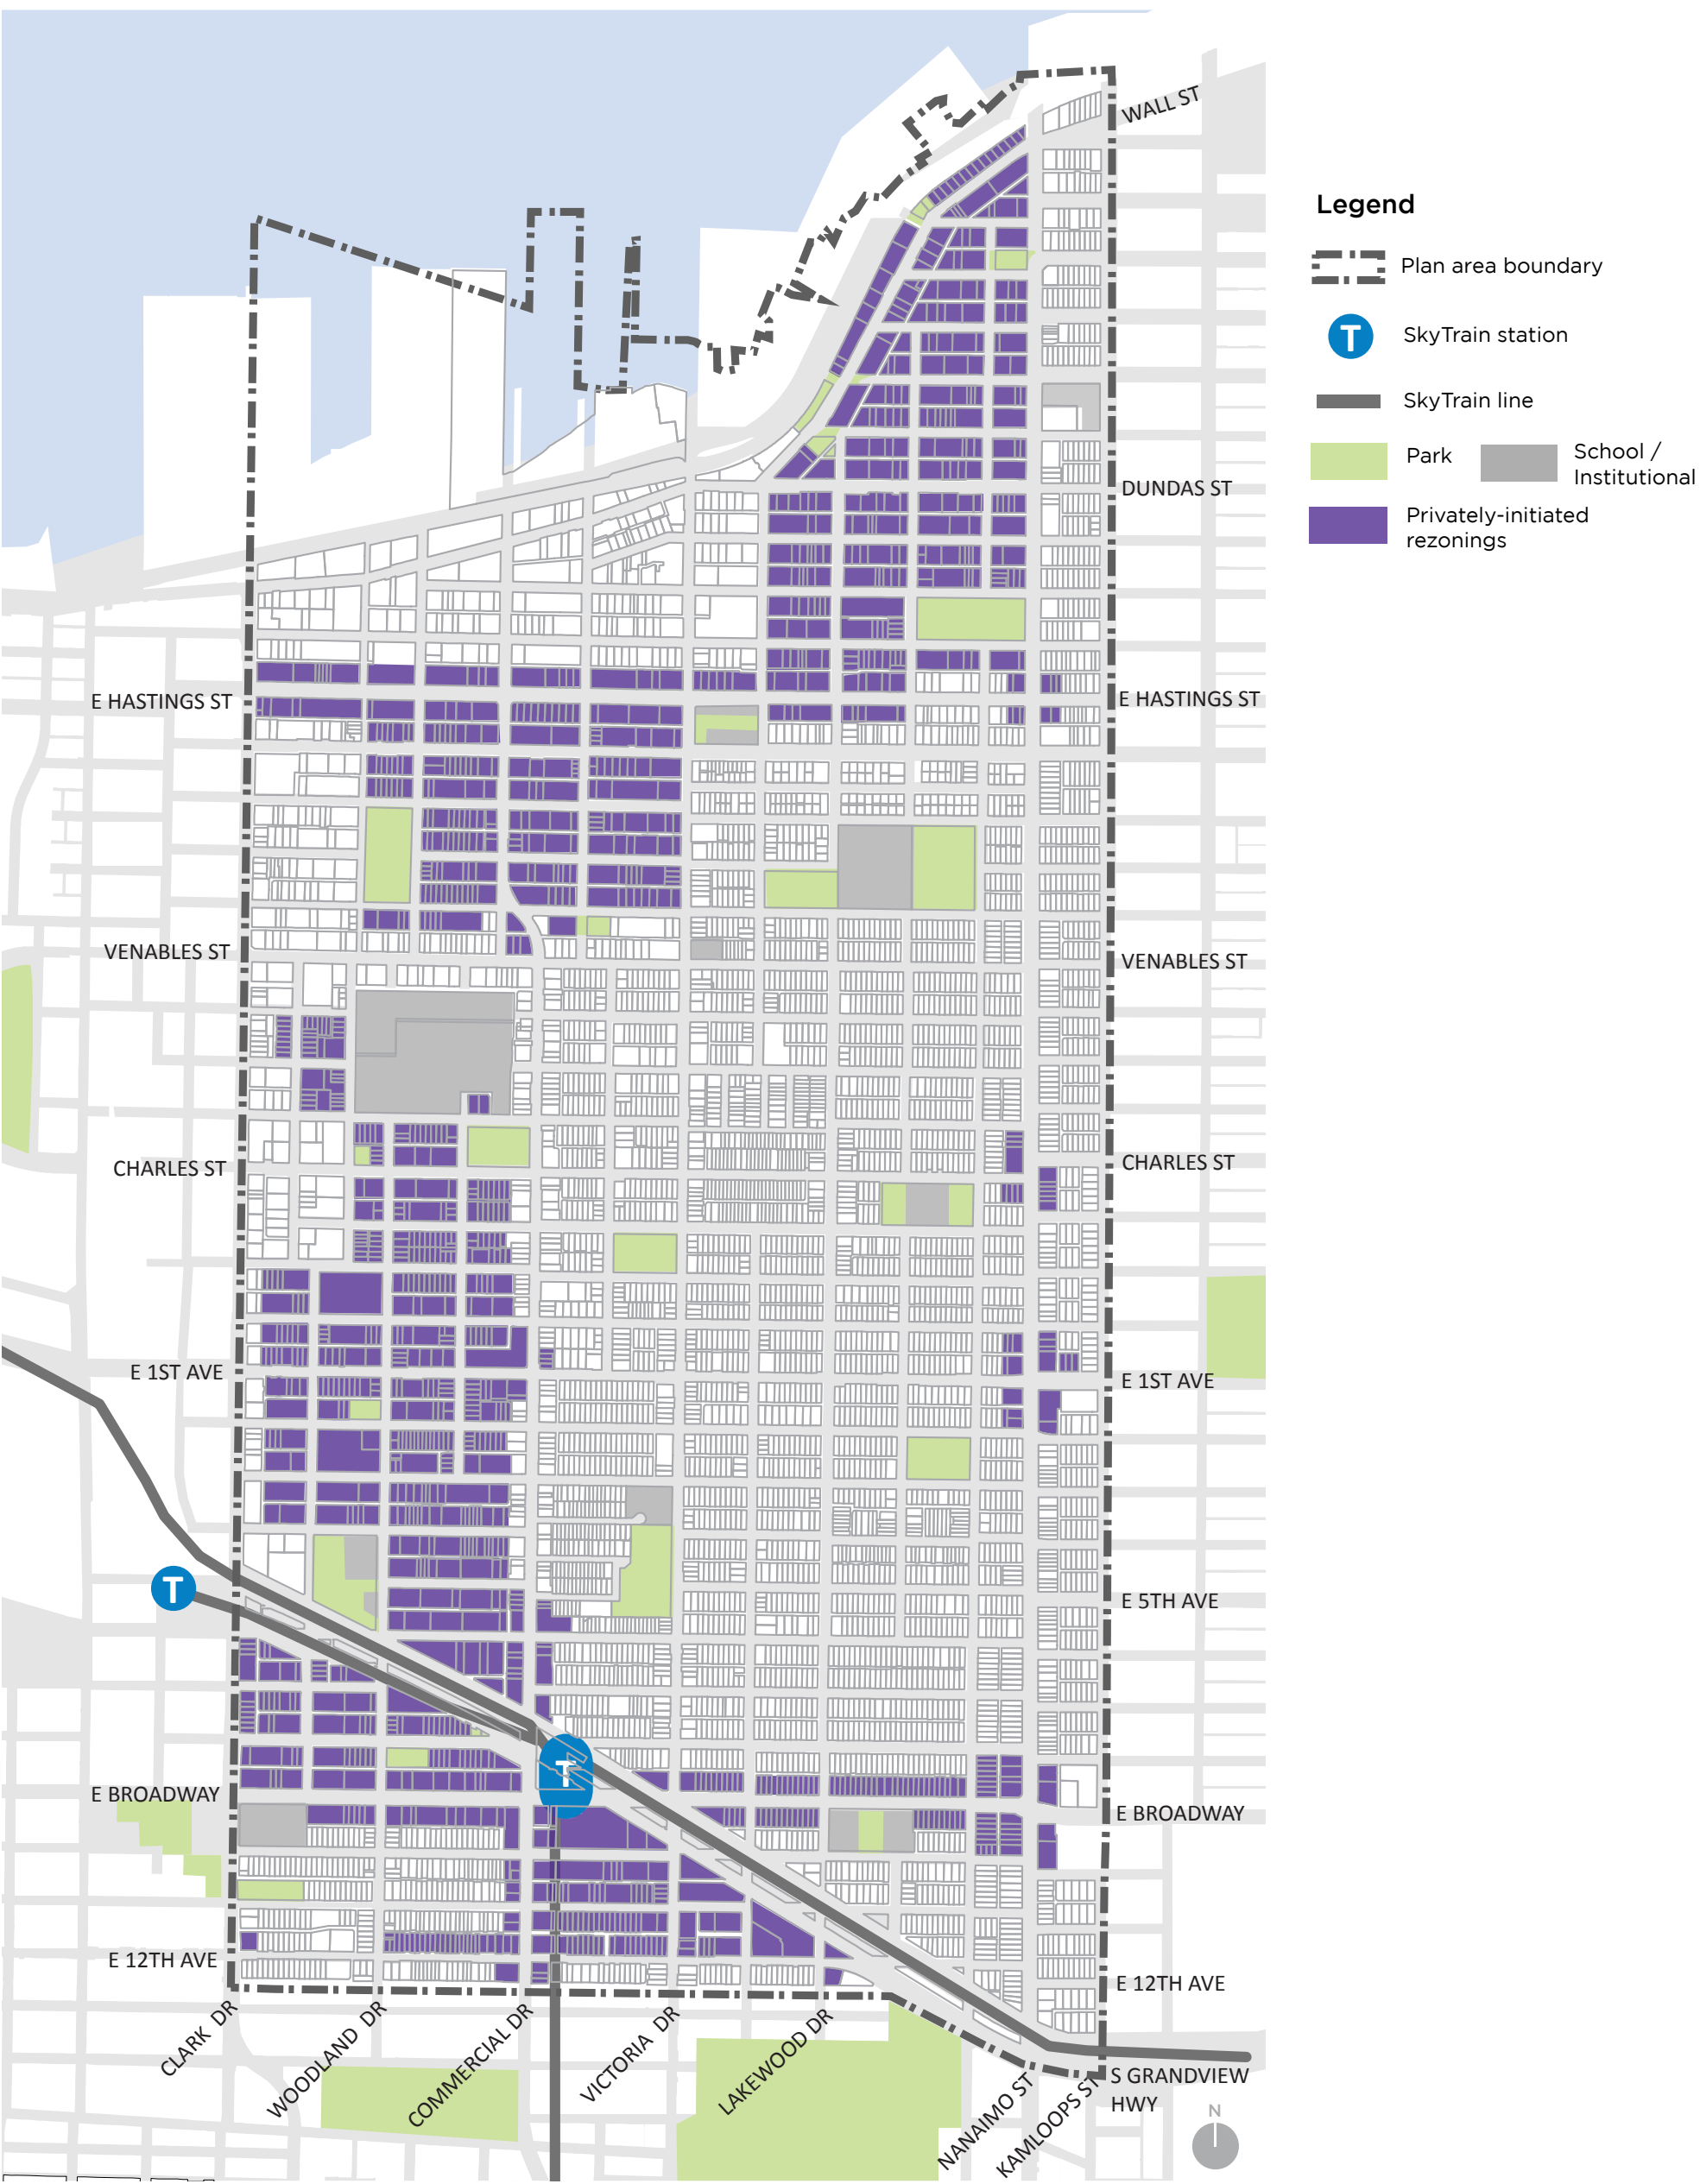 WALL ST
Legend
Plan area boundary
T
SkyTrain station
SkyTrain line
Park
School /
Institutional
Privately-initiated
rezonings
DUNDAS ST
E HASTINGS ST
E HASTINGS ST
VENABLES ST
VENABLES ST
CHARLES ST
CHARLES ST
E 1ST AVE
E 1ST AVE
T
E 5TH AVE
T
E BROADWAY
E BROADWAY
E 12TH AVE
E 12TH AVE
CLARK DR
WOODLAND DR
COMMERCIAL DR
VICTORIA DR
LAKEWOOD DR
NANAIMO ST
KAMLOOPS ST
S GRANDVIEW
HWY
N